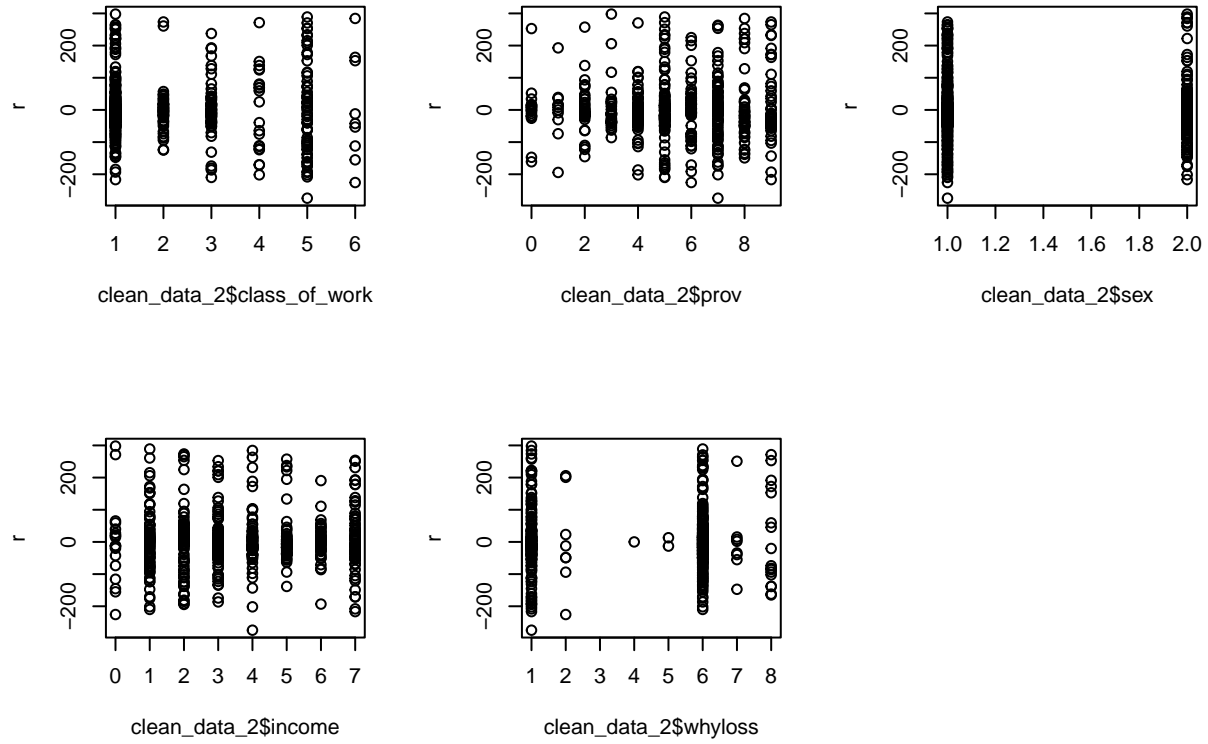 r
200
0
−200
1 2 3 4 5 6
clean_data_2$class_of_work
r
200
0
−200
0 2 4 6 8
clean_data_2$prov
r
200
0
−200
1.0 1.2 1.4 1.6 1.8 2.0
clean_data_2$sex
r
200
0
−200
0 1 2 3 4 5 6 7
clean_data_2$income
r
200
0
−200
1 2 3 4 5 6 7 8
clean_data_2$whyloss